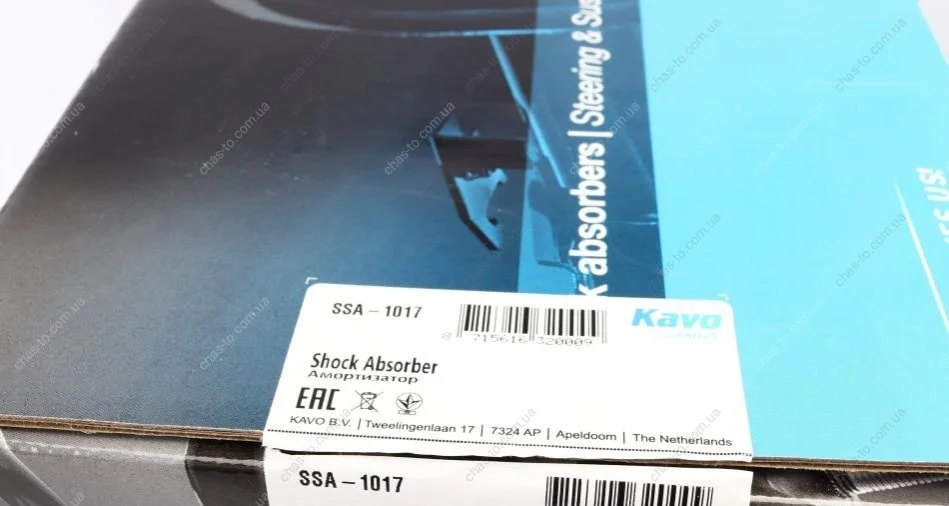 k absorbers | Steering & Sus
SSA – 1017
8 715616 320009
Kavo
PARTS
Shock Absorber
Амортизатор
EAC
KAVO B.V. | Tweelingenlaan 17 | 7324 AP | Apeldoorn | The Netherlands
SSA – 1017
chas-to.com.ua